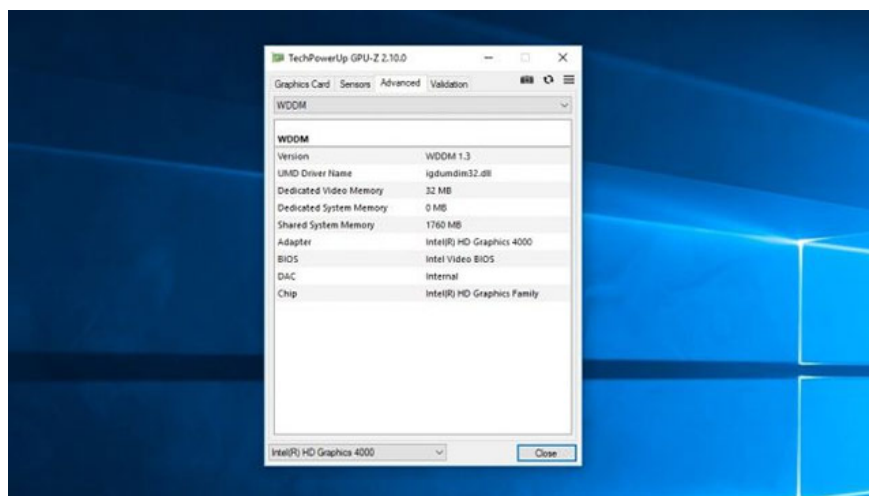 TechPowerUp GPU-Z 2.10.0
Graphics Card Sensors Advanced Validation
WDDM
WDDM
Version WDDM 1.3
UMD Driver Name igdumdim32.dll
Dedicated Video Memory 32 MB
Dedicated System Memory 0 MB
Shared System Memory 1760 MB
Adapter Intel(R) HD Graphics 4000
BIOS Intel Video BIOS
DAC Internal
Chip Intel(R) HD Graphics Family
Intel(R) HD Graphics 4000 Close